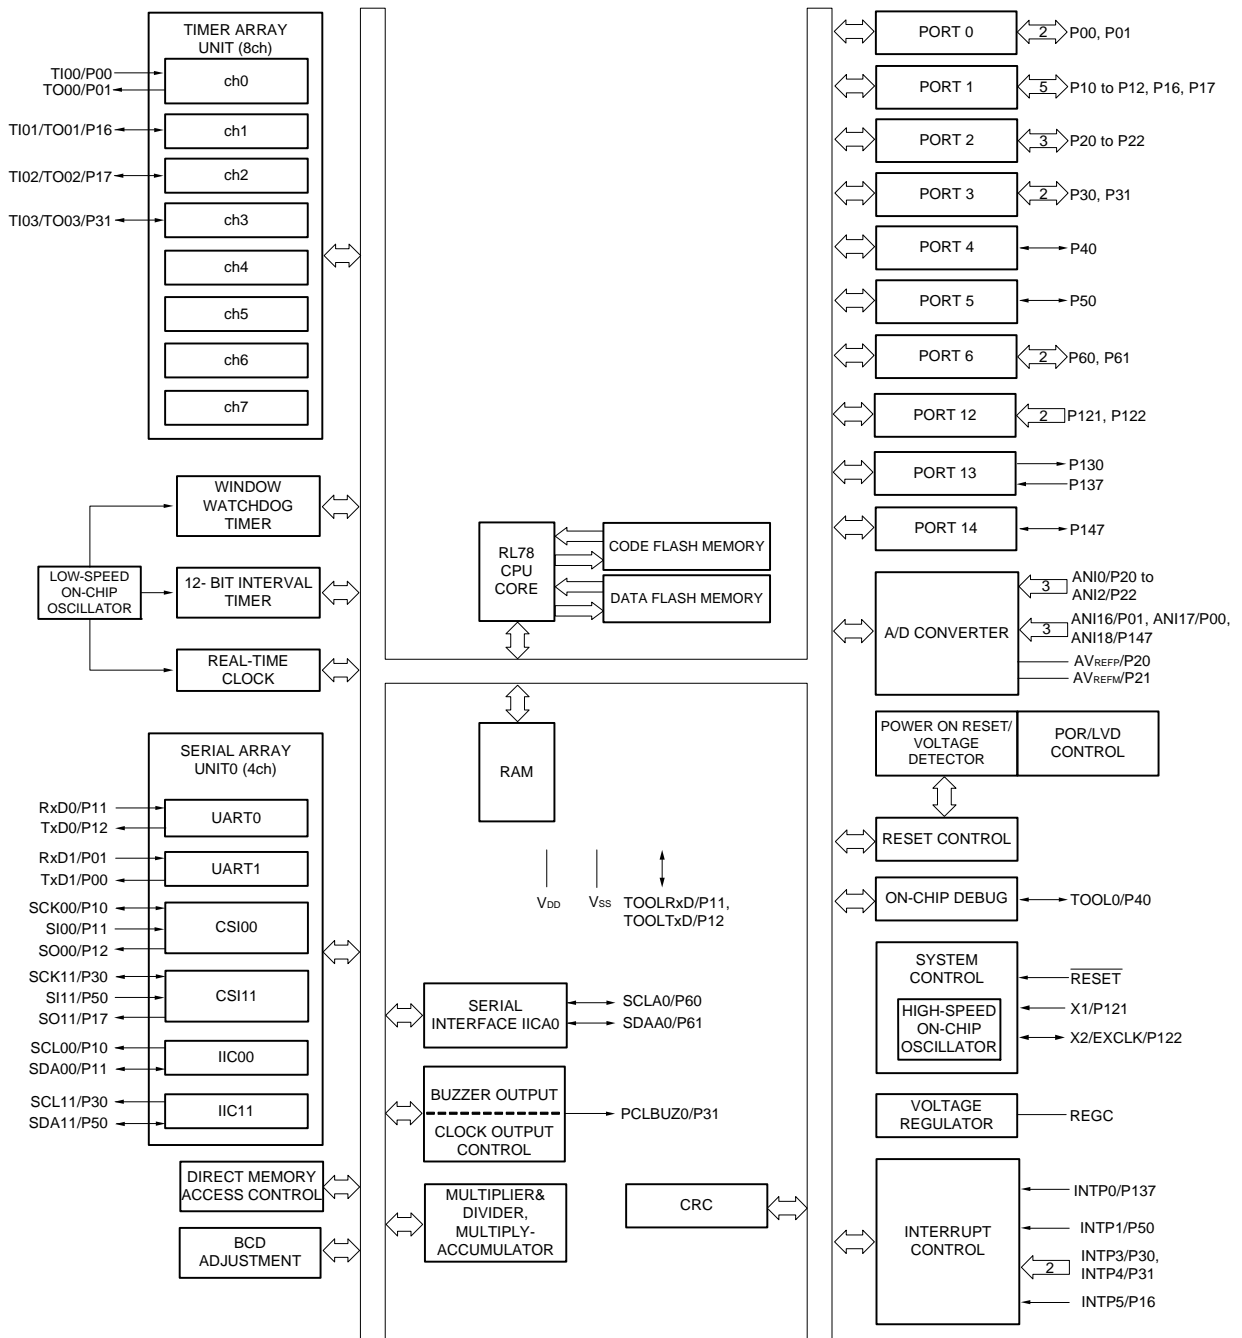 TIMER ARRAY
UNIT (8ch)
TI00/P00
TO00/P01
ch0
TI01/TO01/P16
ch1
TI02/TO02/P17
ch2
TI03/TO03/P31
ch3
ch4
ch5
ch6
ch7
WINDOW
WATCHDOG
TIMER
LOW-SPEED
ON-CHIP
OSCILLATOR
12- BIT INTERVAL
TIMER
REAL-TIME
CLOCK
SERIAL ARRAY
UNIT0 (4ch)
RxD0/P11
TxD0/P12
UART0
RxD1/P01
TxD1/P00
UART1
SCK00/P10
SI00/P11
SO00/P12
CSI00
SCK11/P30
SI11/P50
SO11/P17
CSI11
SCL00/P10
SDA00/P11
IIC00
SCL11/P30
SDA11/P50
IIC11
DIRECT MEMORY
ACCESS CONTROL
BCD
ADJUSTMENT
RL78
CPU
CORE
CODE FLASH MEMORY
DATA FLASH MEMORY
RAM
VDD
VSS
TOOLRxD/P11,
TOOLTxD/P12
SERIAL
INTERFACE IICA0
SCLA0/P60
SDAA0/P61
BUZZER OUTPUT
CLOCK OUTPUT
CONTROL
PCLBUZ0/P31
MULTIPLIER&
DIVIDER,
MULTIPLY-
ACCUMULATOR
CRC
PORT 0
2
P00, P01
PORT 1
5
P10 to P12, P16, P17
PORT 2
3
P20 to P22
PORT 3
2
P30, P31
PORT 4
P40
PORT 5
P50
PORT 6
2
P60, P61
PORT 12
2
P121, P122
PORT 13
P130
P137
PORT 14
P147
A/D CONVERTER
3
ANI0/P20 to
ANI2/P22
3
ANI16/P01, ANI17/P00,
ANI18/P147
AVREFP/P20
AVREFM/P21
POWER ON RESET/
VOLTAGE
DETECTOR
POR/LVD
CONTROL
RESET CONTROL
ON-CHIP DEBUG
TOOL0/P40
SYSTEM
CONTROL
HIGH-SPEED
ON-CHIP
OSCILLATOR
RESET
X1/P121
X2/EXCLK/P122
VOLTAGE
REGULATOR
REGC
INTERRUPT
CONTROL
INTP0/P137
INTP1/P50
2
INTP3/P30,
INTP4/P31
INTP5/P16